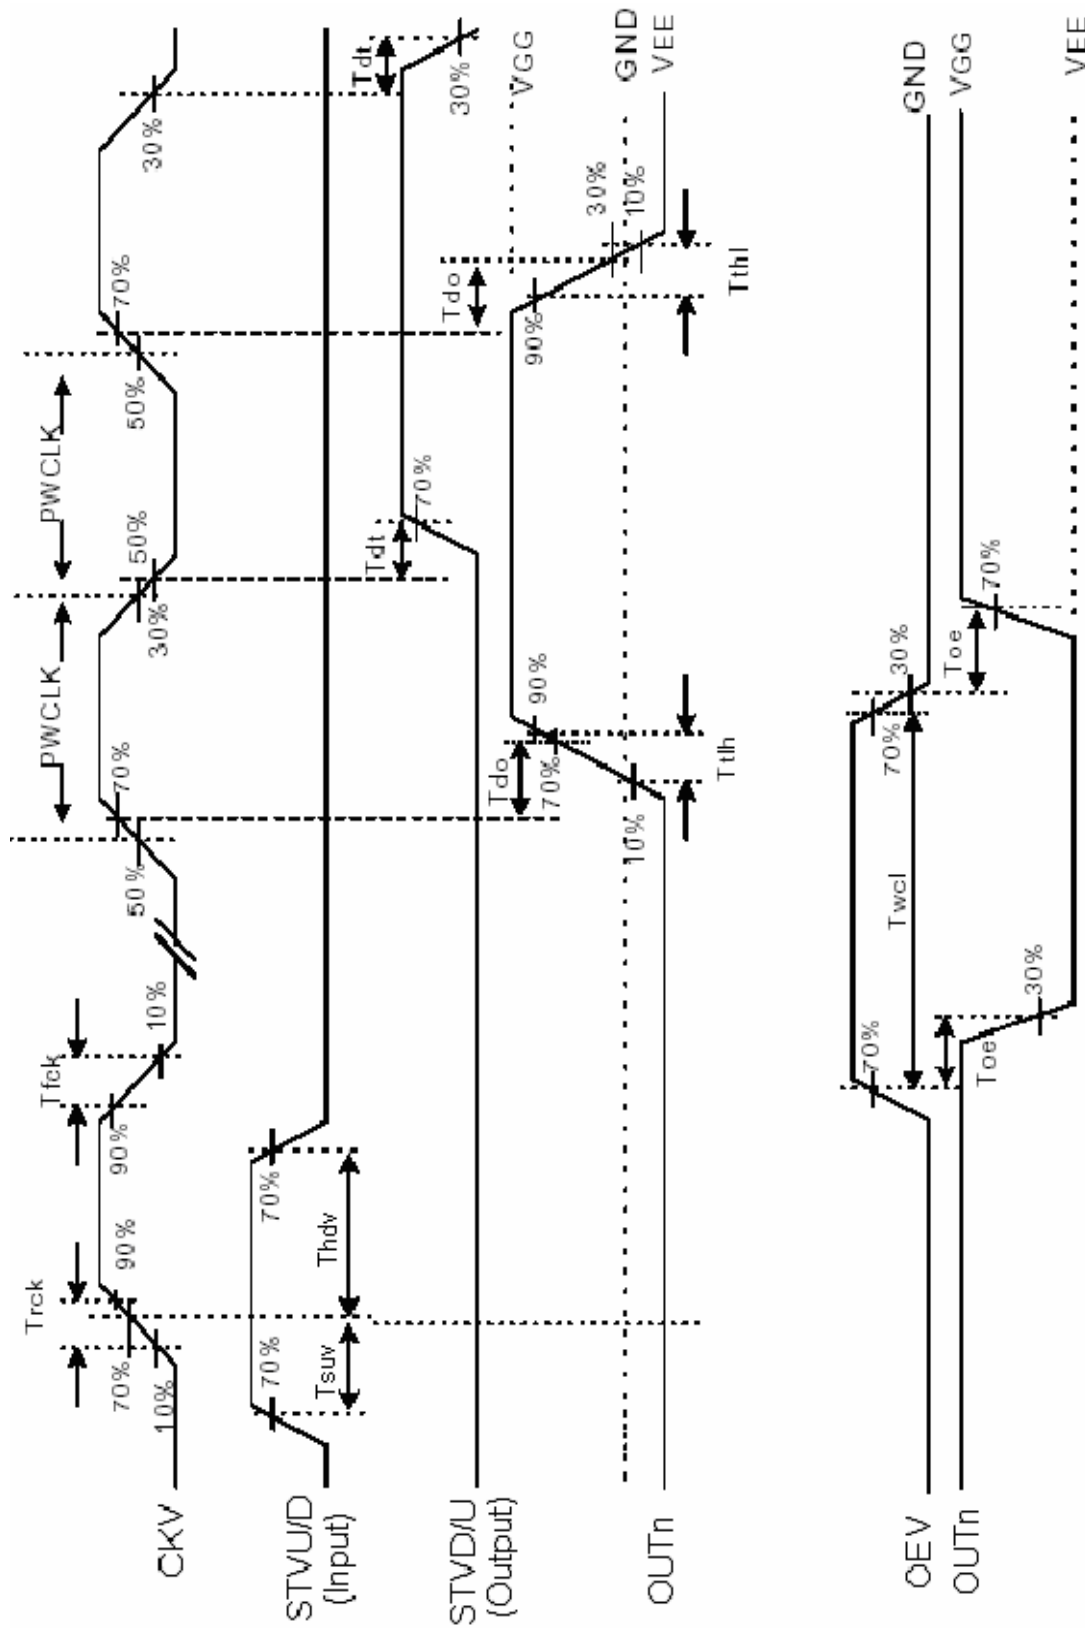 Trck
Tfck
PWCLK
PWCLK
90%
90%
70%
70%
70%
10%
10%
50%
30%
50%
50%
30%
CKV
70%
70%
Tsuv
Thdv
STVU/D
(Input)
Tdt
Tdt
70%
30%
STVD/U
(Output)
Tdo
Tdo
90%
70%
90%
VGG
10%
30%
10%
GND
VEE
OUTn
Ttlh
Tthl
70%
70%
30%
Twcl
GND
OEV
Toe
Toe
30%
70%
VGG
OUTn
VEE